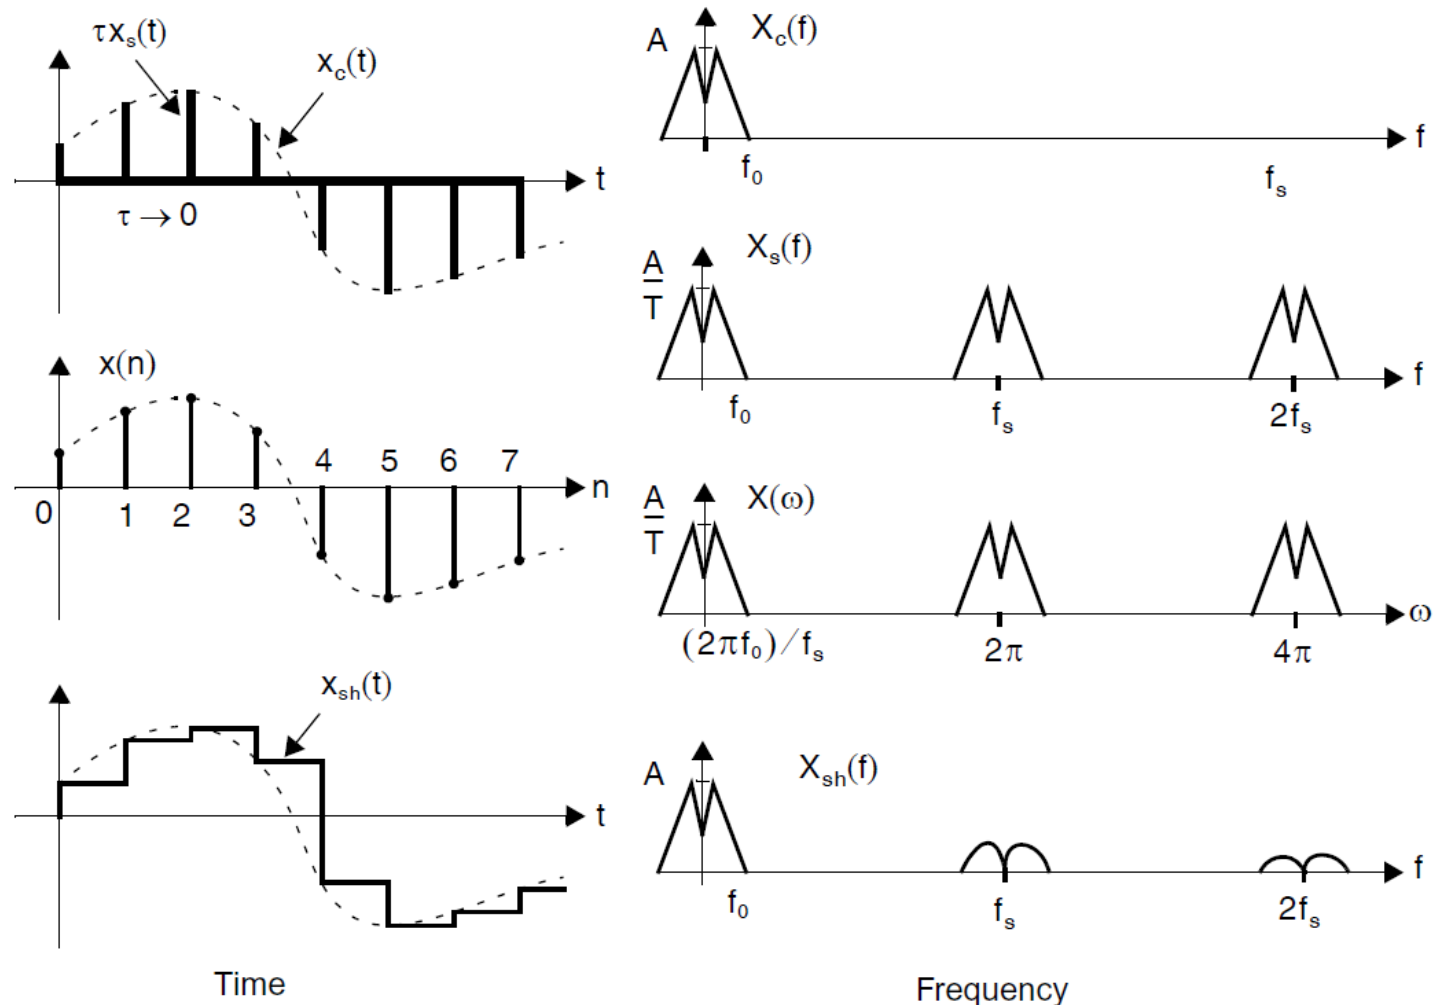 τx_s(t)
x_c(t)
t
τ → 0
A
X_c(f)
f_0
f_s
f
A/T
X_s(f)
f_0
f_s
2f_s
f
x(n)
0
1
2
3
4
5
6
7
n
A/T
X(ω)
(2πf_0)/f_s
2π
4π
ω
x_sh(t)
t
A
X_sh(f)
f_0
f_s
2f_s
f
Time
Frequency